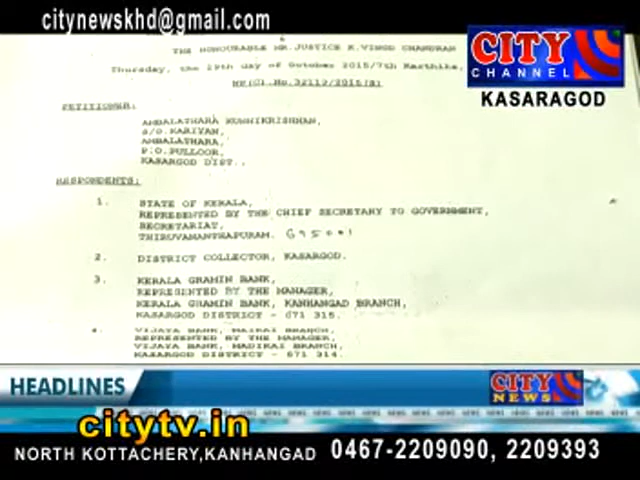 citynewskhd@gmail.com
CITY
CHANNEL
KASARAGOD
THE HONOURABLE MR.JUSTICE K.VINOD CHANDRAN
Thursday, the 29th day of October 2015/7th Karthika,
WP(C).No.32112/2015(B)
PETITIONER:
AMBALATHARA KUNHIKRISHNAN,
S/O.KARIYAN,
AMBALATHARA,
P.O.PULLOOR,
KASARGOD DIST.,
RESPONDENTS:
1. STATE OF KERALA,
REPRESENTED BY THE CHIEF SECRETARY TO GOVERNMENT,
SECRETARIAT,
THIRUVANANTHAPURAM. 695001
2. DISTRICT COLLECTOR, KASARGOD.
3. KERALA GRAMIN BANK,
REPRESENTED BY THE MANAGER,
KERALA GRAMIN BANK, KANHANGAD BRANCH,
KASARGOD DISTRICT - 671 315.
4. VIJAYA BANK, BRANCH,
REPRESENTED BY THE MANAGER,
VIJAYA BANK, MADIKAI BRANCH,
KASARGOD DISTRICT - 671 314.
HEADLINES
CITY
NEWS
citytv.in
NORTH KOTTACHERY,KANHANGAD 0467-2209090, 2209393